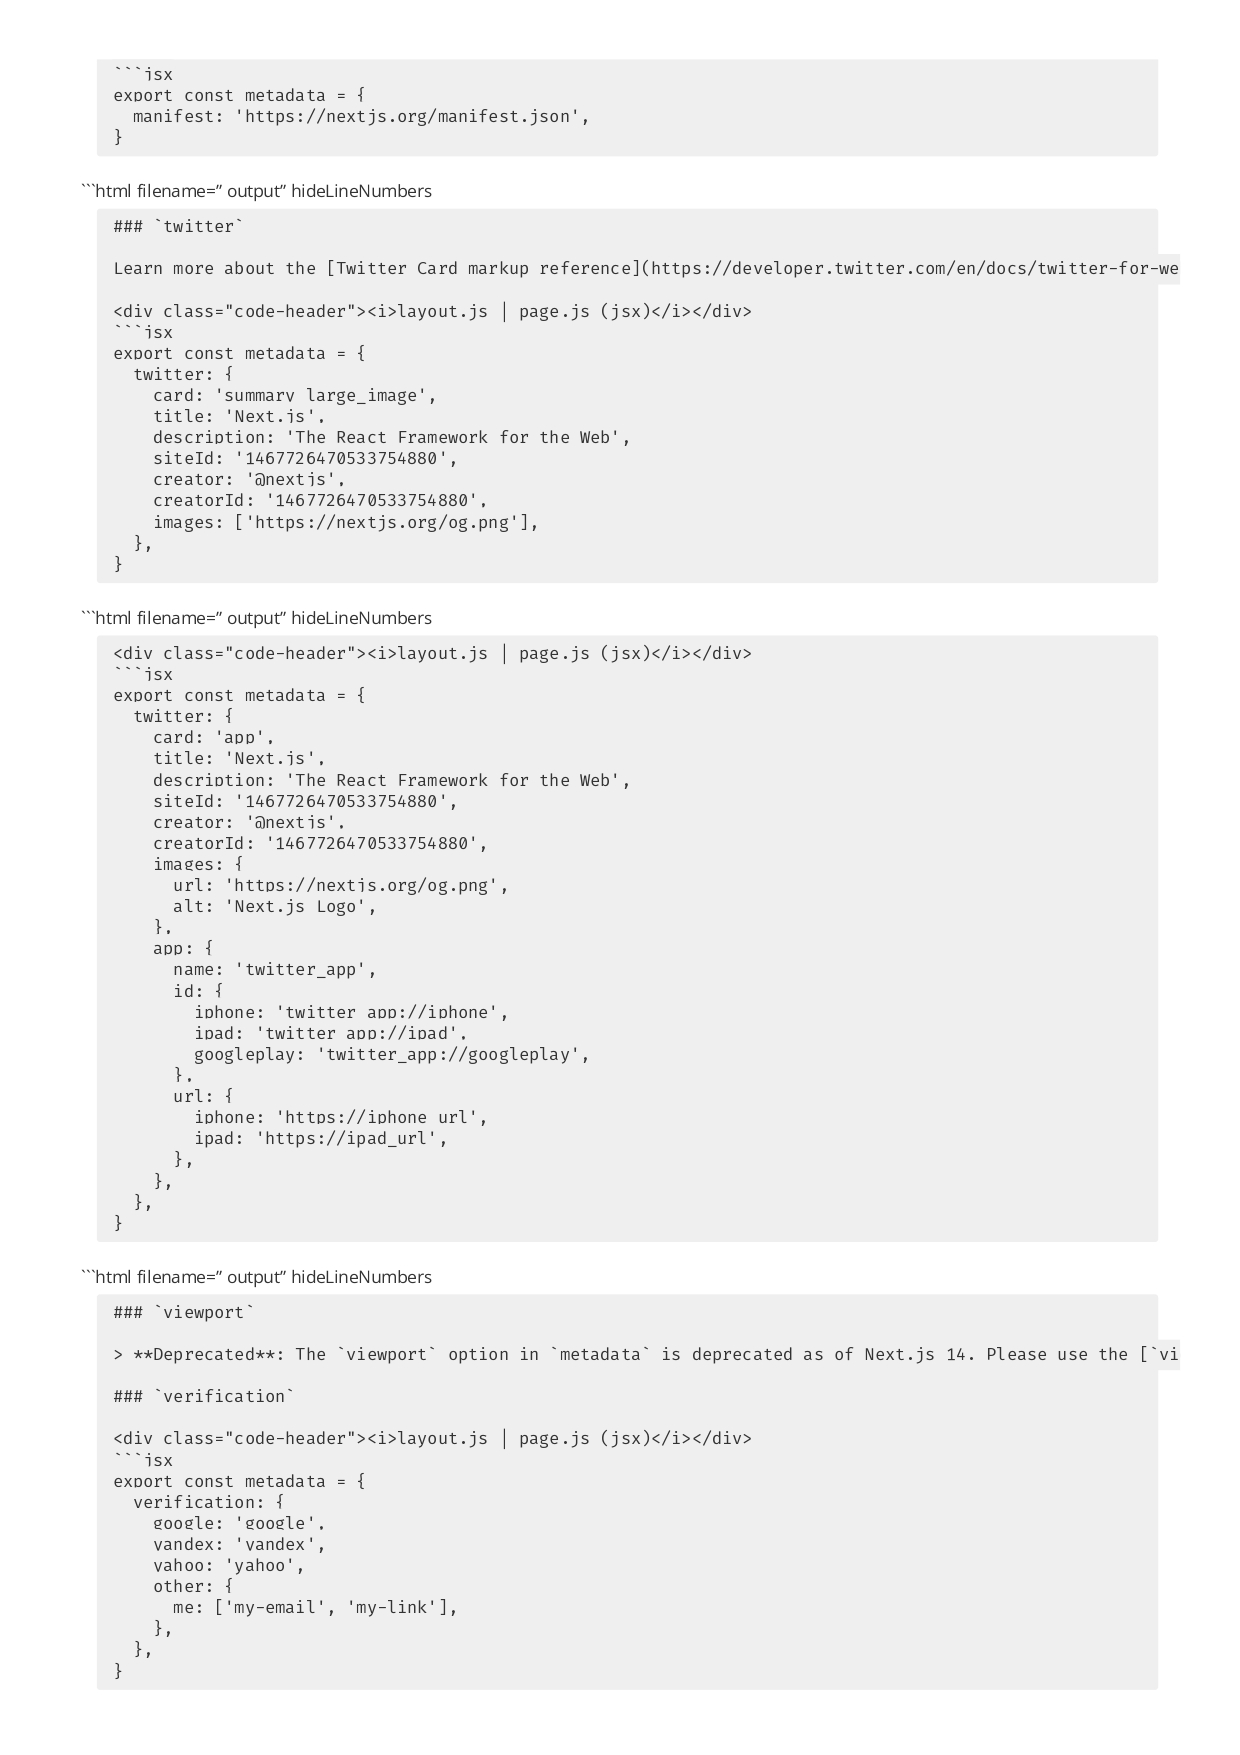 ```jsx
export const metadata = {
  manifest: 'https://nextjs.org/manifest.json',
}
```html filename=” output” hideLineNumbers
### `twitter`
Learn more about the [Twitter Card markup reference](https://developer.twitter.com/en/docs/twitter-for-we
<div class="code-header"><i>layout.js | page.js (jsx)</i></div>
```jsx
export const metadata = {
  twitter: {
    card: 'summary_large_image',
    title: 'Next.js',
    description: 'The React Framework for the Web',
    siteId: '1467726470533754880',
    creator: '@nextjs',
    creatorId: '1467726470533754880',
    images: ['https://nextjs.org/og.png'],
  },
}
```html filename=” output” hideLineNumbers
<div class="code-header"><i>layout.js | page.js (jsx)</i></div>
```jsx
export const metadata = {
  twitter: {
    card: 'app',
    title: 'Next.js',
    description: 'The React Framework for the Web',
    siteId: '1467726470533754880',
    creator: '@nextjs',
    creatorId: '1467726470533754880',
    images: {
      url: 'https://nextjs.org/og.png',
      alt: 'Next.js Logo',
    },
    app: {
      name: 'twitter_app',
      id: {
        iphone: 'twitter_app://iphone',
        ipad: 'twitter_app://ipad',
        googleplay: 'twitter_app://googleplay',
      },
      url: {
        iphone: 'https://iphone_url',
        ipad: 'https://ipad_url',
      },
    },
  },
}
```html filename=” output” hideLineNumbers
### `viewport`
> **Deprecated**: The `viewport` option in `metadata` is deprecated as of Next.js 14. Please use the [`vi
### `verification`
<div class="code-header"><i>layout.js | page.js (jsx)</i></div>
```jsx
export const metadata = {
  verification: {
    google: 'google',
    yandex: 'yandex',
    yahoo: 'yahoo',
    other: {
      me: ['my-email', 'my-link'],
    },
  },
}